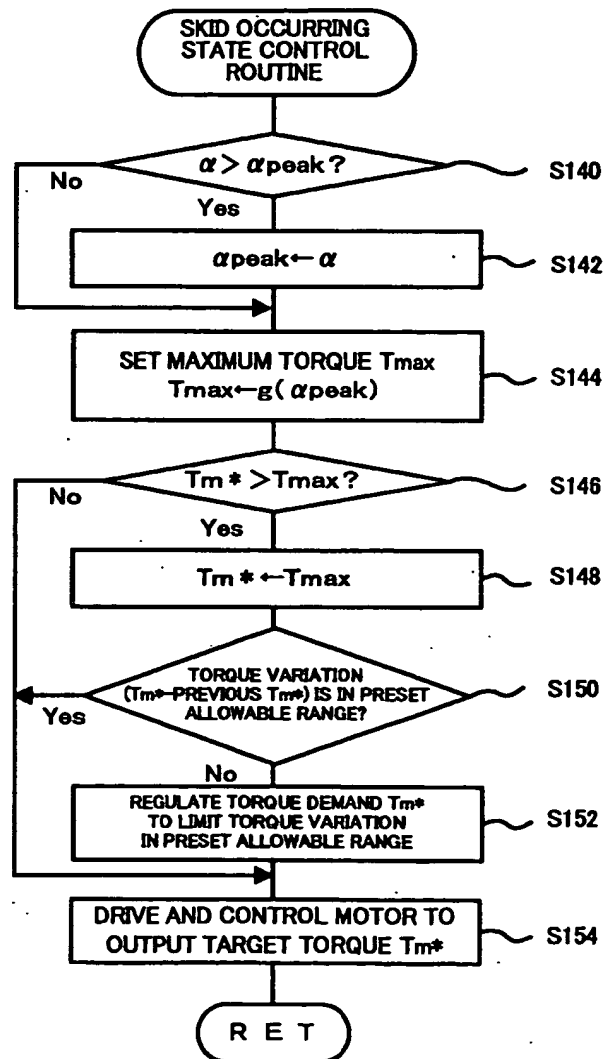 SKID OCCURRING
STATE CONTROL
ROUTINE
α > αpeak?
S140
No
Yes
αpeak←α
S142
SET MAXIMUM TORQUE Tmax
Tmax←g(αpeak)
S144
Tm* >Tmax?
S146
No
Yes
Tm*←Tmax
S148
TORQUE VARIATION
(Tm*-PREVIOUS Tm*) IS IN PRESET
ALLOWABLE RANGE?
S150
Yes
No
REGULATE TORQUE DEMAND Tm*
TO LIMIT TORQUE VARIATION
IN PRESET ALLOWABLE RANGE
S152
DRIVE AND CONTROL MOTOR TO
OUTPUT TARGET TORQUE Tm*
S154
RET